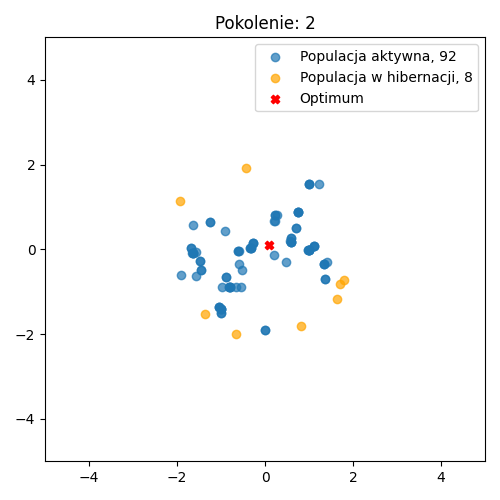 Pokolenie: 2
Populacja aktywna, 92
Populacja w hibernacji, 8
Optimum
4
2
0
−2
−4
−4 −2 0 2 4